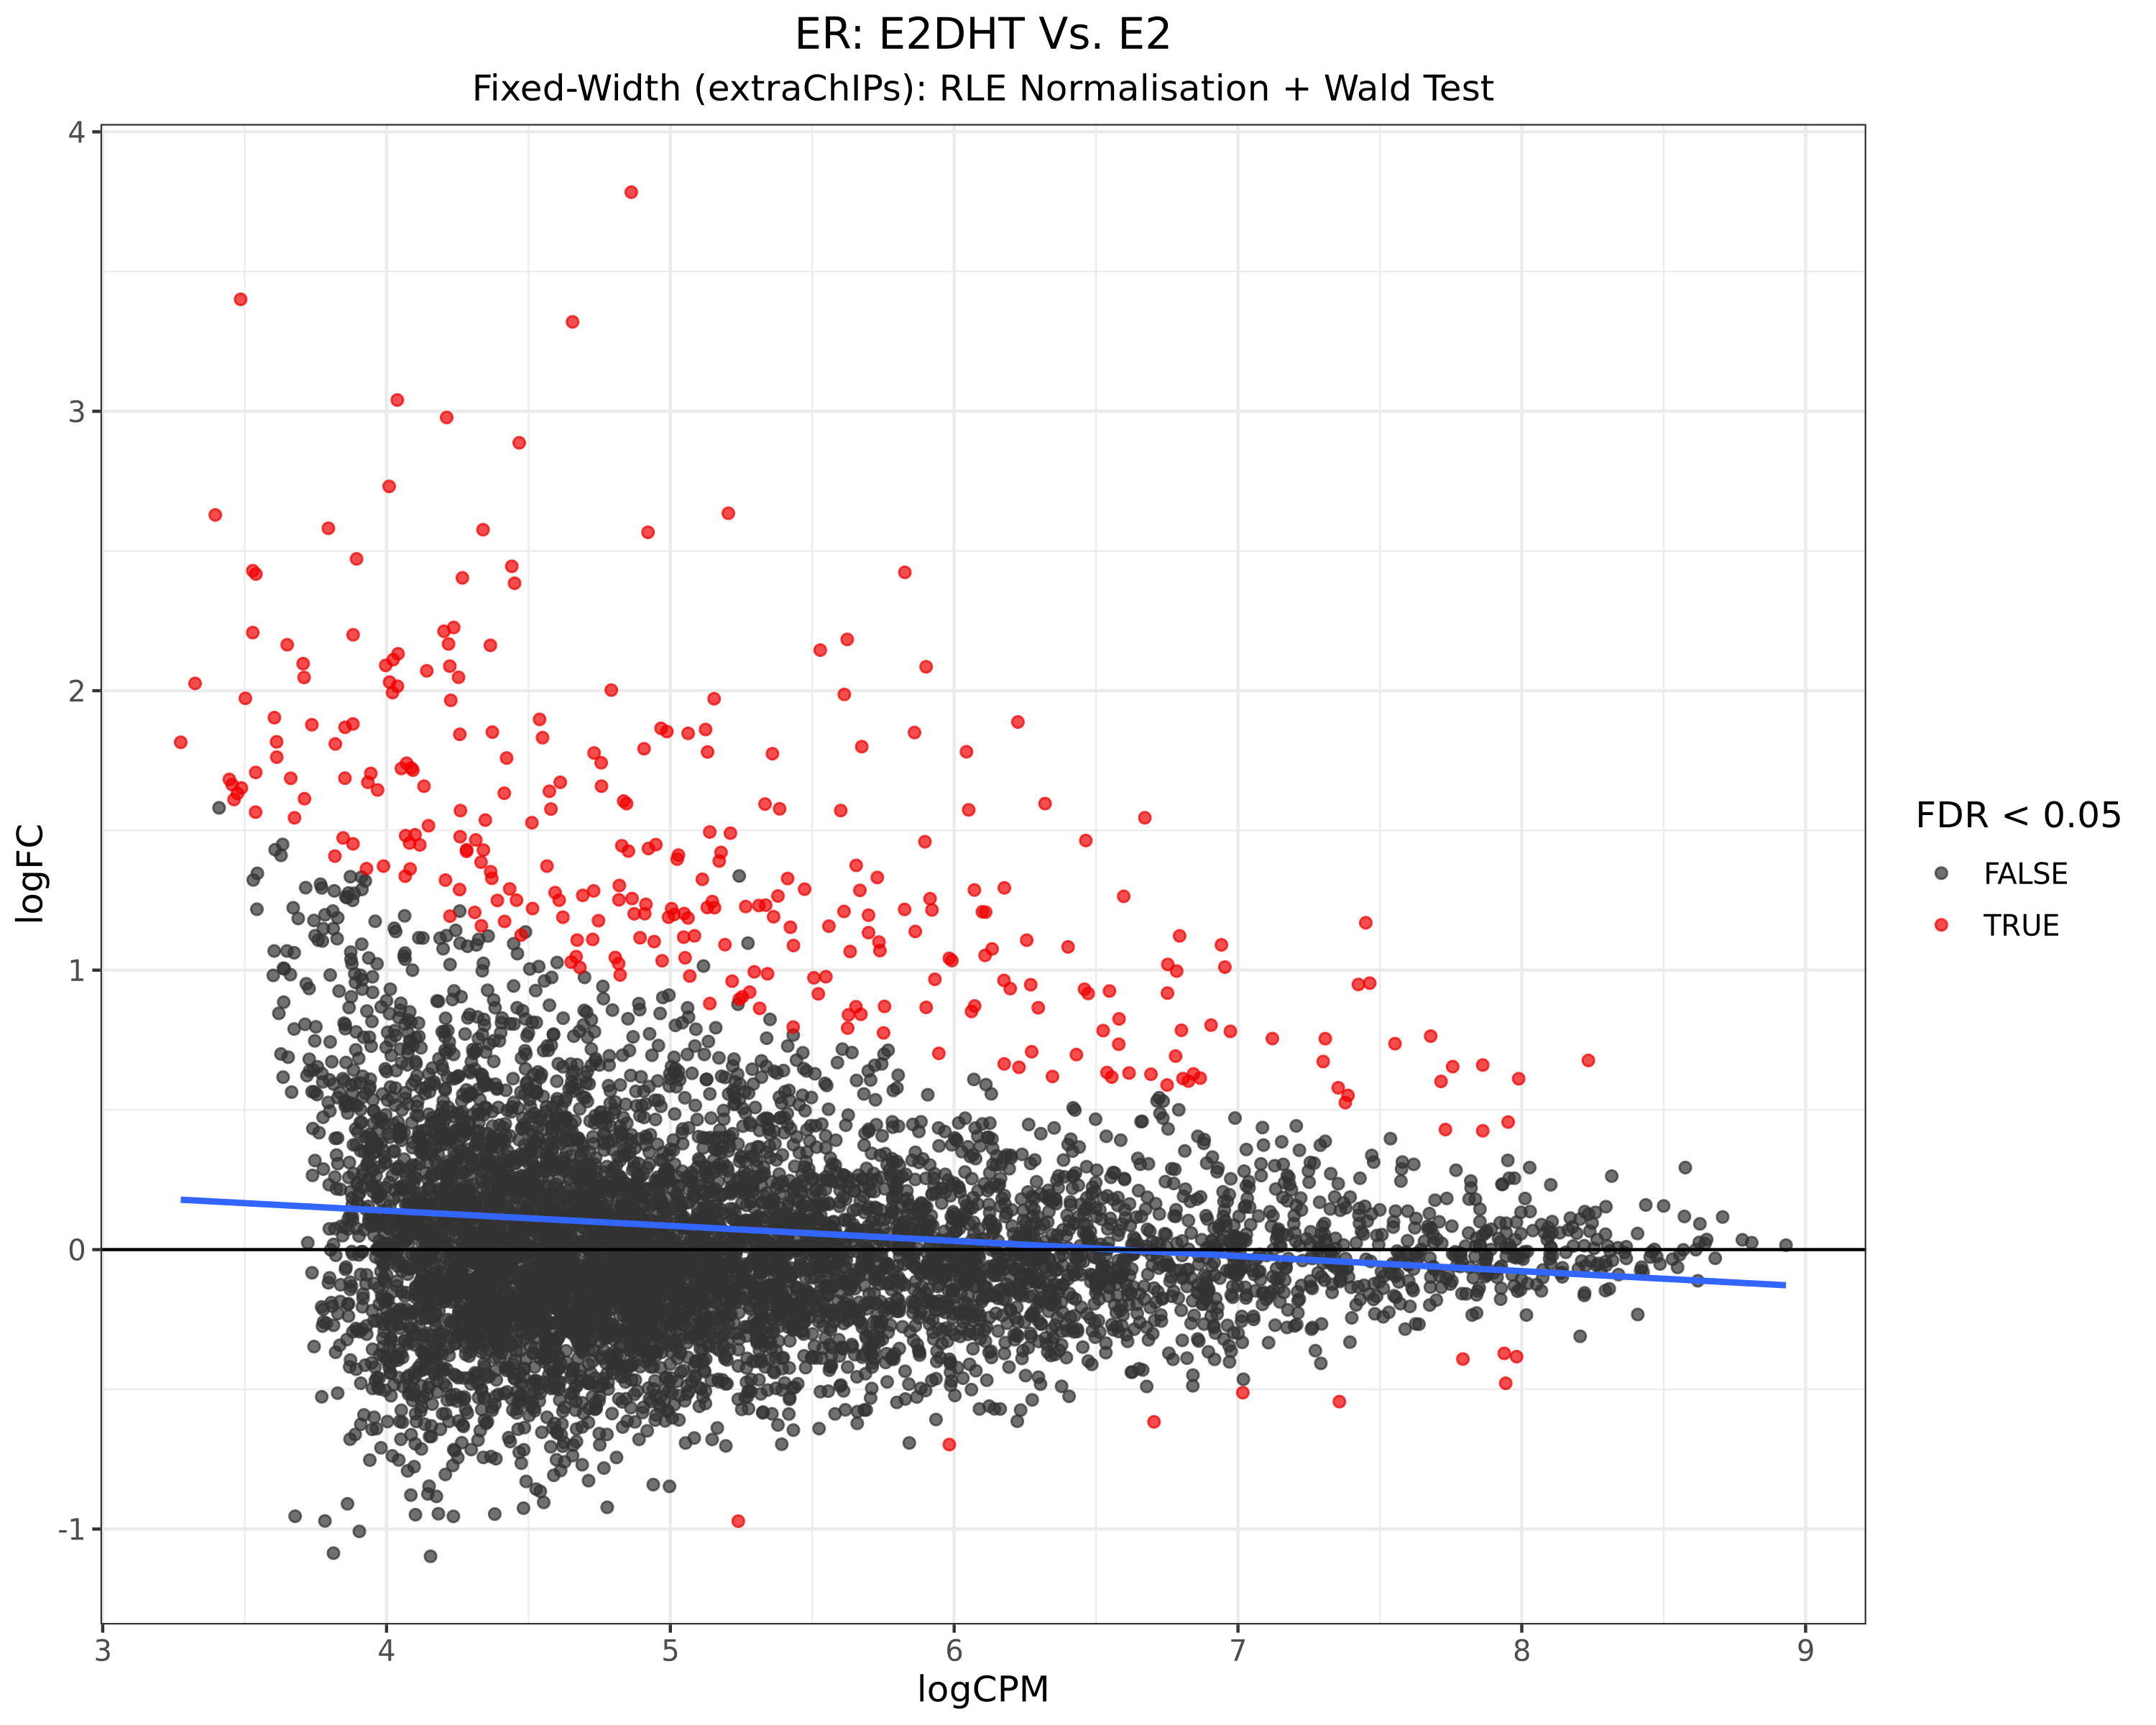 ER: E2DHT Vs. E2
Fixed-Width (extraChIPs): RLE Normalisation + Wald Test
4
3
2
1
0
-1
logFC
3 4 5 6 7 8 9
logCPM
FDR < 0.05
FALSE
TRUE